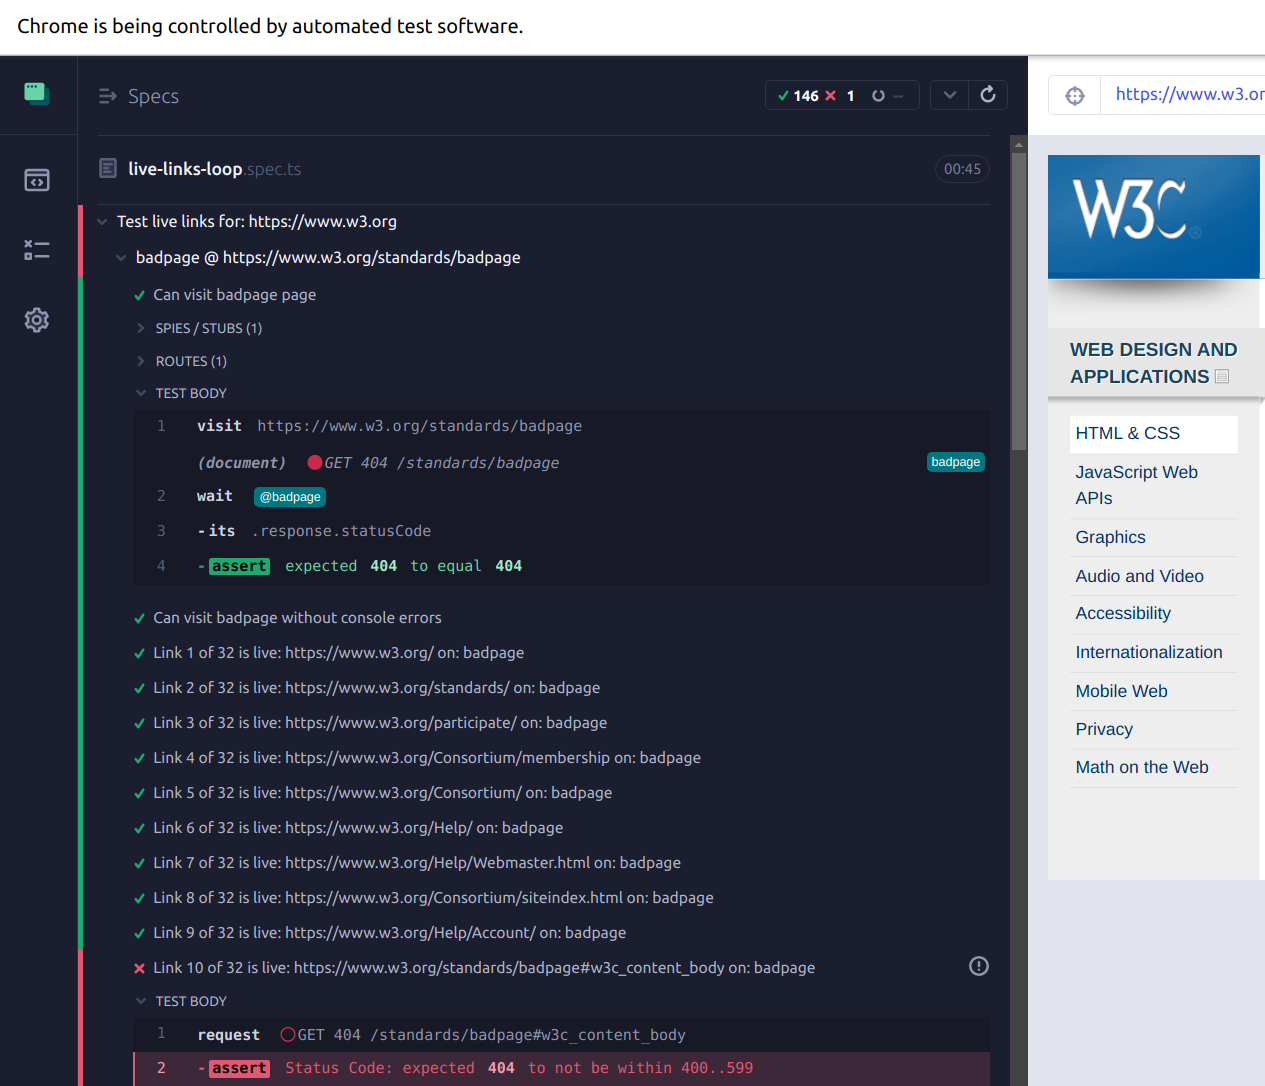 Chrome is being controlled by automated test software.
Specs
146 1 --
https://www.w3.or
live-links-loop.spec.ts 00:45
Test live links for: https://www.w3.org
badpage @ https://www.w3.org/standards/badpage
Can visit badpage page
SPIES / STUBS (1)
ROUTES (1)
TEST BODY
1 visit https://www.w3.org/standards/badpage
(document) GET 404 /standards/badpage badpage
2 wait @badpage
3 -its .response.statusCode
4 -assert expected 404 to equal 404
Can visit badpage without console errors
Link 1 of 32 is live: https://www.w3.org/ on: badpage
Link 2 of 32 is live: https://www.w3.org/standards/ on: badpage
Link 3 of 32 is live: https://www.w3.org/participate/ on: badpage
Link 4 of 32 is live: https://www.w3.org/Consortium/membership on: badpage
Link 5 of 32 is live: https://www.w3.org/Consortium/ on: badpage
Link 6 of 32 is live: https://www.w3.org/Help/ on: badpage
Link 7 of 32 is live: https://www.w3.org/Help/Webmaster.html on: badpage
Link 8 of 32 is live: https://www.w3.org/Consortium/siteindex.html on: badpage
Link 9 of 32 is live: https://www.w3.org/Help/Account/ on: badpage
Link 10 of 32 is live: https://www.w3.org/standards/badpage#w3c_content_body on: badpage
TEST BODY
1 request GET 404 /standards/badpage#w3c_content_body
2 -assert Status Code: expected 404 to not be within 400..599
W3C®
WEB DESIGN AND
APPLICATIONS
HTML & CSS
JavaScript Web
APIs
Graphics
Audio and Video
Accessibility
Internationalization
Mobile Web
Privacy
Math on the Web